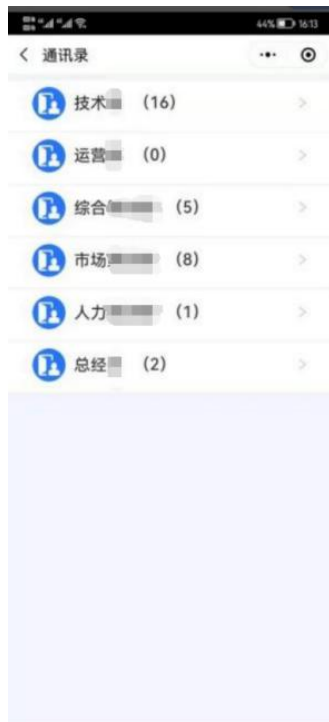 44% 16:13
通讯录
技术 (16)
运营 (0)
综合 (5)
市场 (8)
人力 (1)
总经 (2)